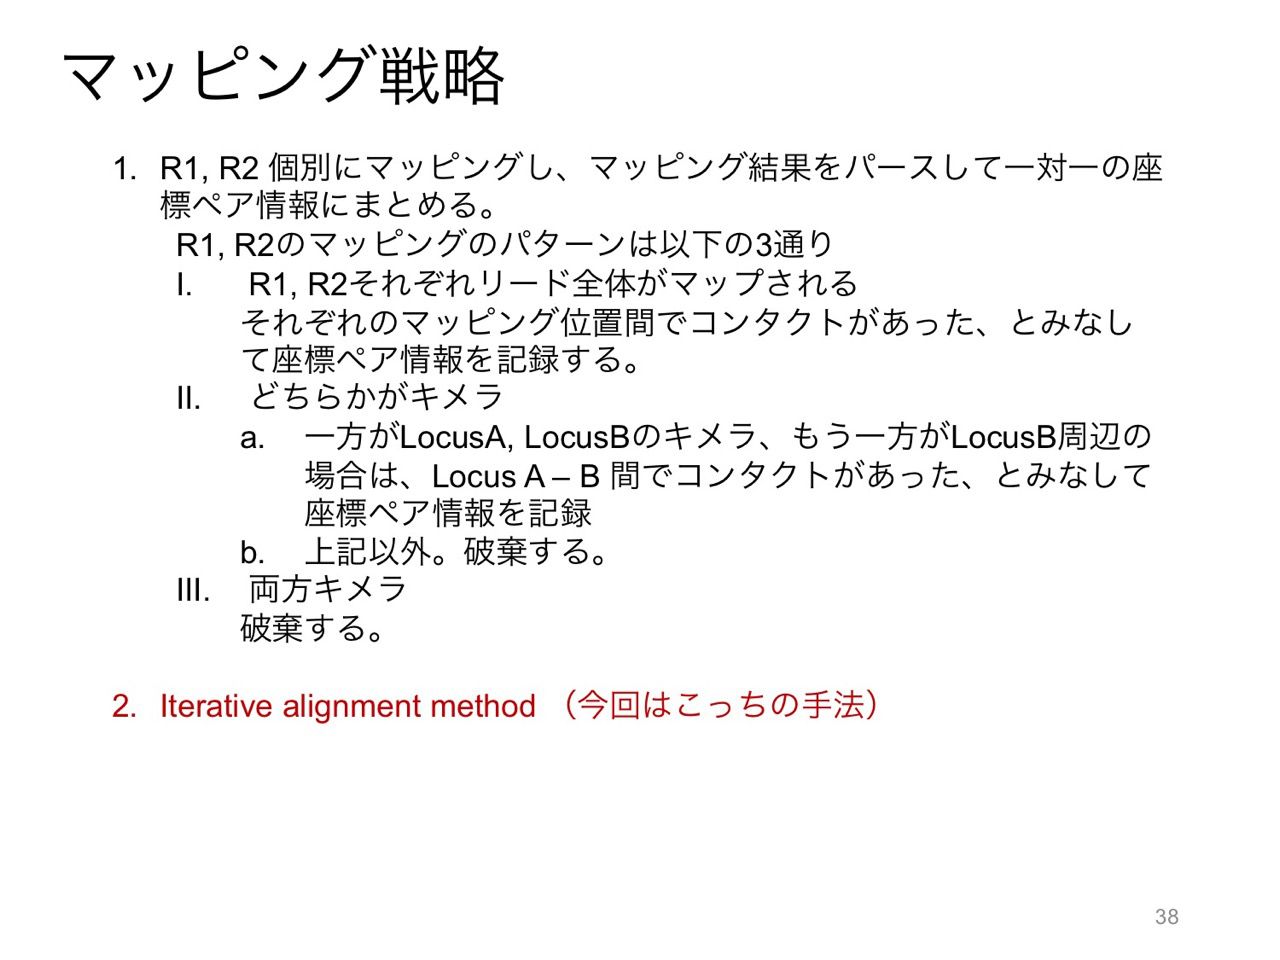 マッピング戦略
1. R1, R2 個別にマッピングし、マッピング結果をパースして一対一の座
標ペア情報にまとめる。
R1, R2のマッピングのパターンは以下の3通り
I. R1, R2それぞれリード全体がマップされる
それぞれのマッピング位置間でコンタクトがあった、とみなし
て座標ペア情報を記録する。
II. どちらかがキメラ
a. 一方がLocusA, LocusBのキメラ、もう一方がLocusB周辺の
場合は、Locus A – B 間でコンタクトがあった、とみなして
座標ペア情報を記録
b. 上記以外。破棄する。
III. 両方キメラ
破棄する。
2. Iterative alignment method （今回はこっちの手法）
38